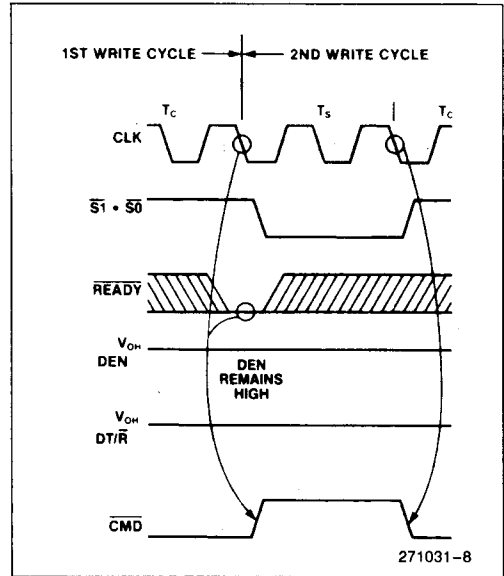 1ST WRITE CYCLE 2ND WRITE CYCLE
TC TS TC
CLK
S1 • S0
READY
VOH
DEN
DEN
REMAINS
HIGH
VOH
DT/R
CMD
271031-8